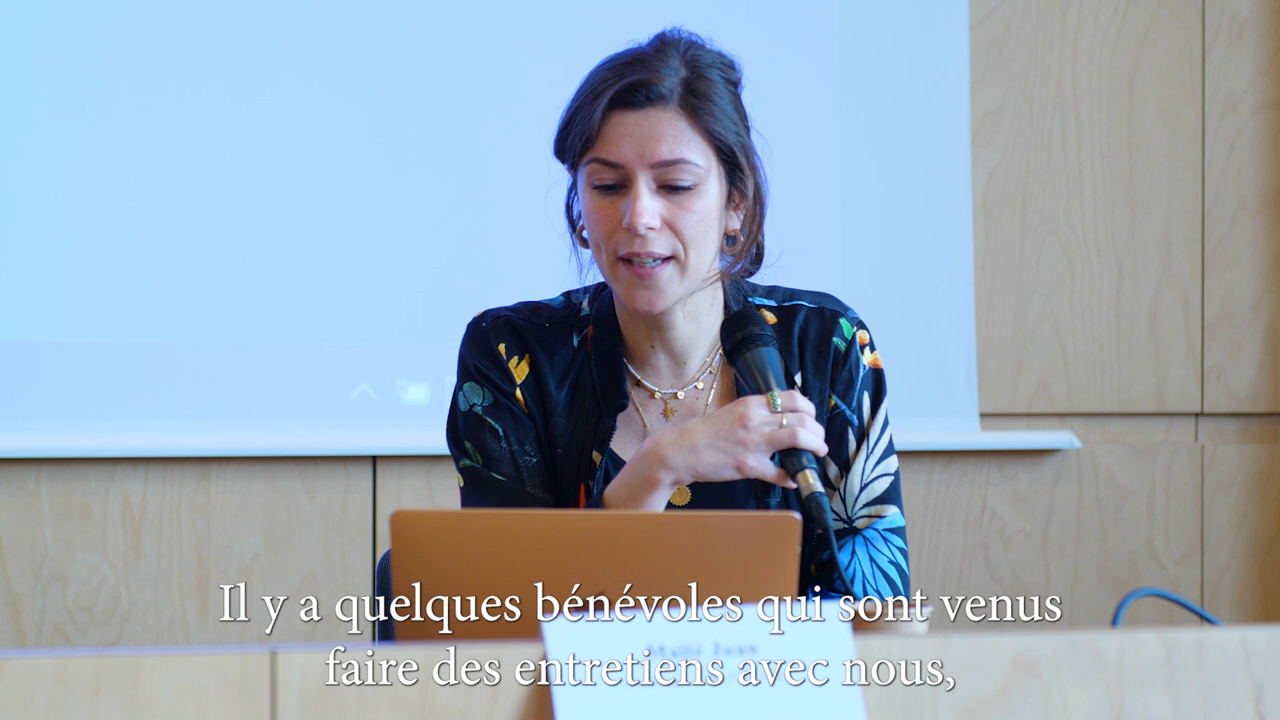 Il y a quelques bénévoles qui sont venus
faire des entretiens avec nous,